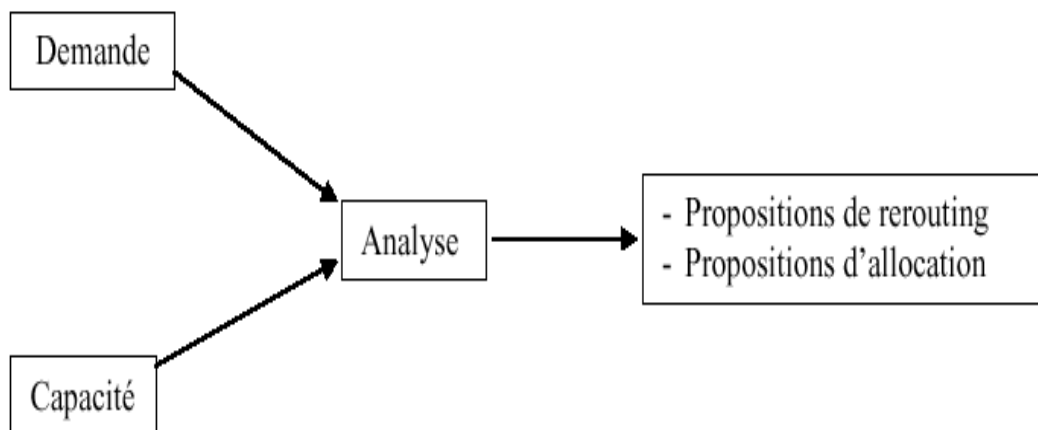 Demande
Analyse
- Propositions de rerouting
- Propositions d’allocation
Capacité